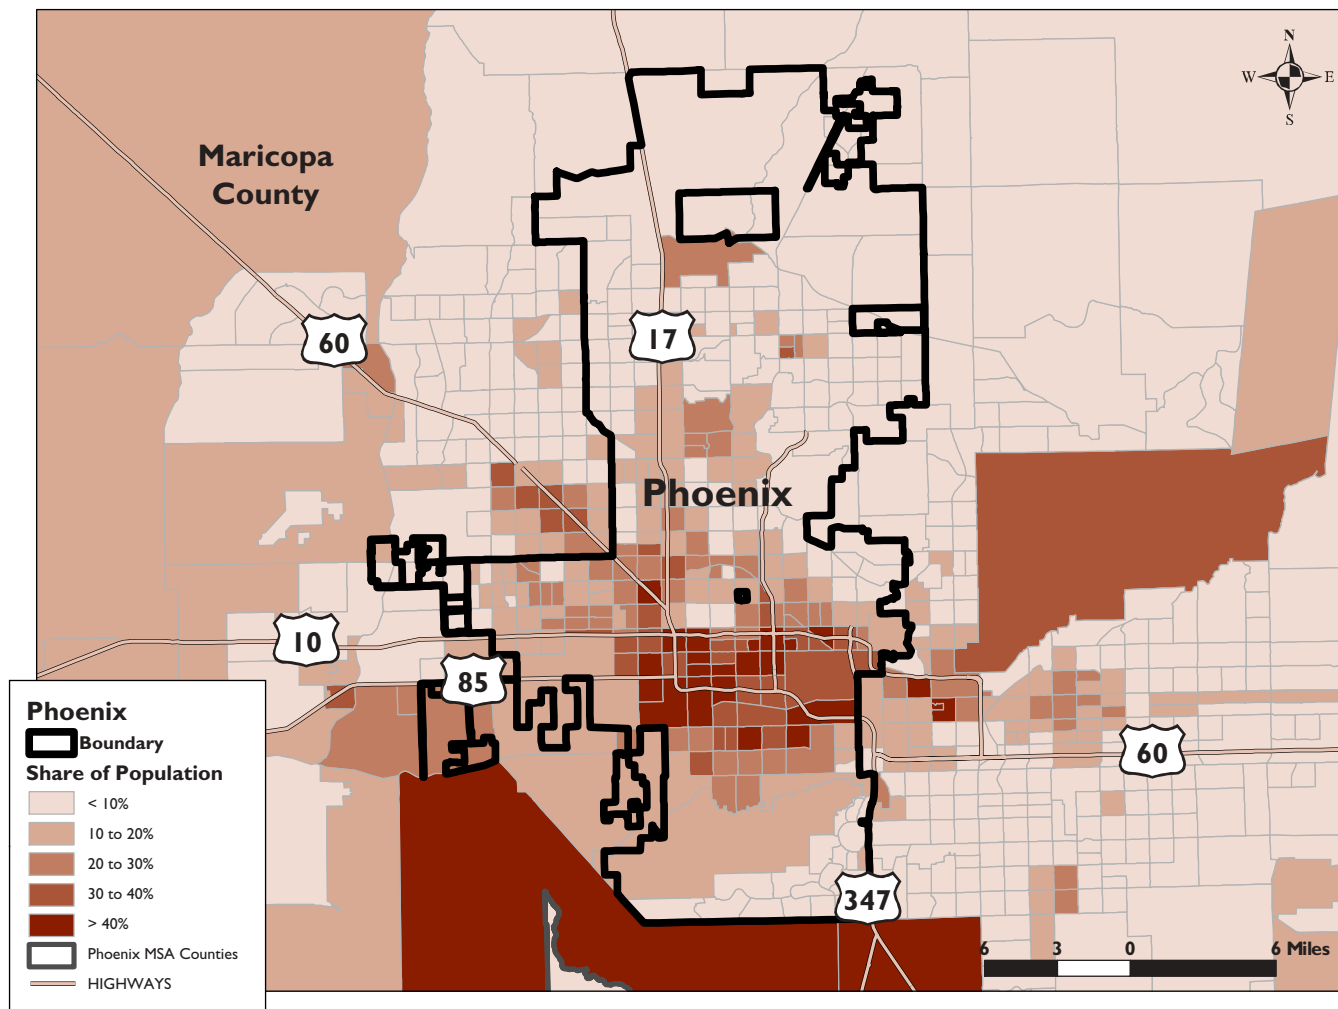 N
W E
S
Maricopa
County
60
17
Phoenix
10
85
60
347
Phoenix
Boundary
Share of Population
< 10%
10 to 20%
20 to 30%
30 to 40%
> 40%
Phoenix MSA Counties
HIGHWAYS
6 3 0 6 Miles